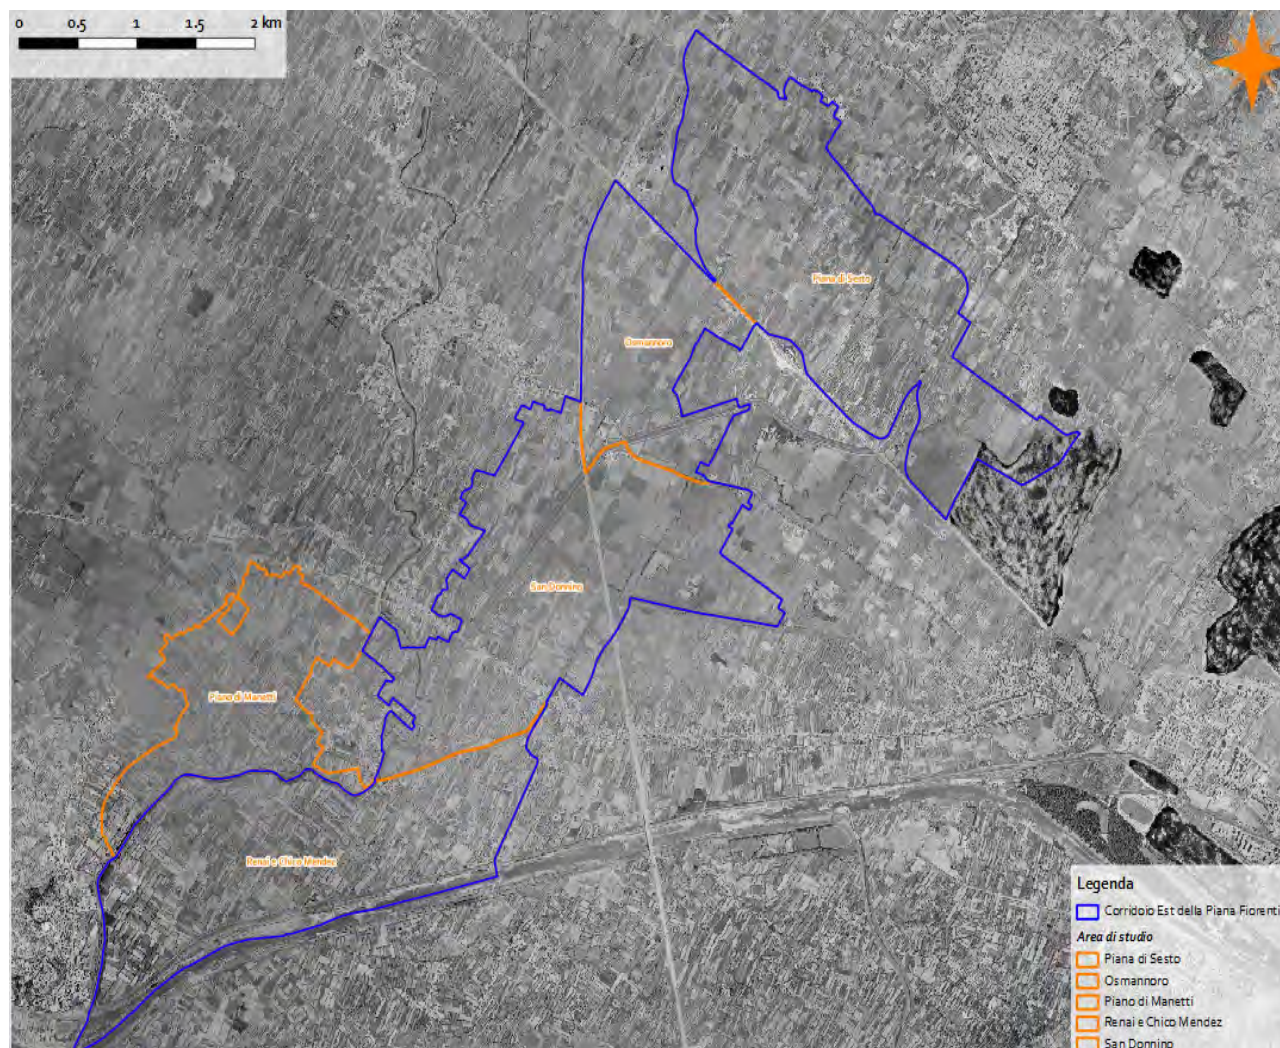 0 0,5 1 1,5 2 km
Piana di Sesto
Osmannoro
San Donnino
Piano di Manetti
Renai e Chico Mendez
Legenda
Corridoio Est della Piana Fiorenti
Area di studio
Piana di Sesto
Osmannoro
Piano di Manetti
Renai e Chico Mendez
San Donnino